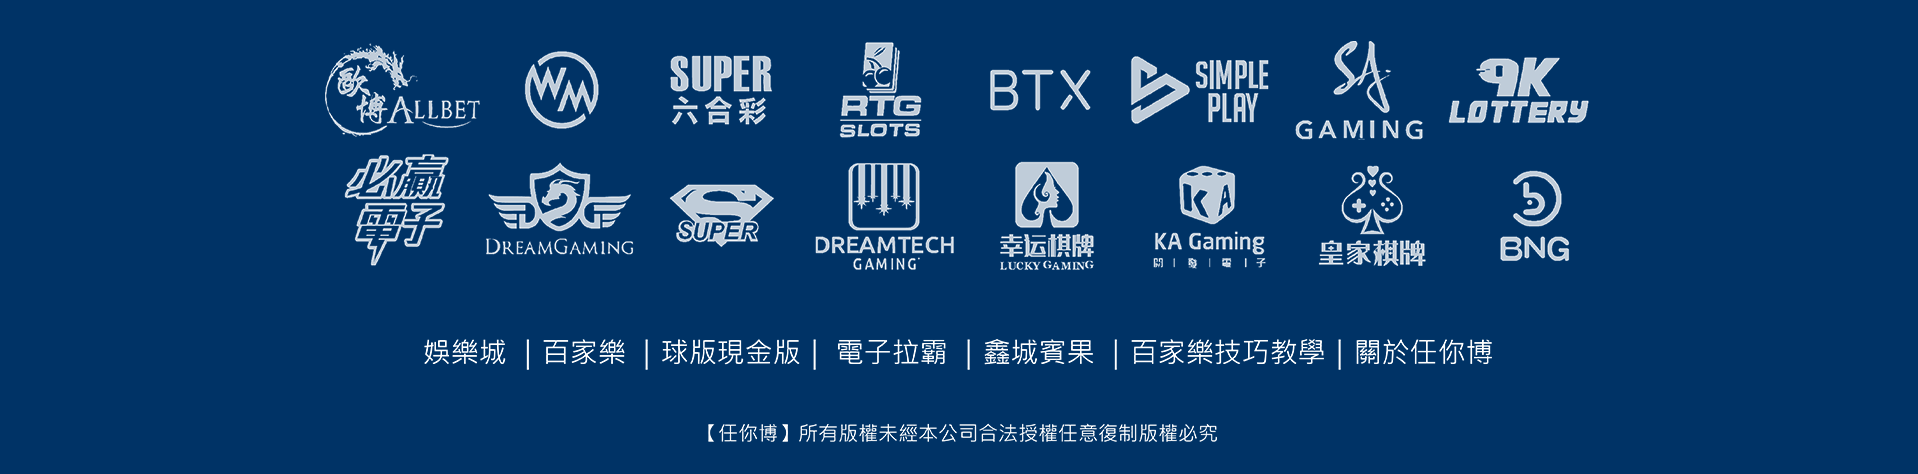 歐博 ALLBET
WM
SUPER
六合彩
RTG
SLOTS
BTX
SIMPLE
PLAY
SA
GAMING
9K
LOTTERY
必贏
電子
DG
DREAMGAMING
SUPER
DREAMTECH
GAMING
幸运棋牌
LUCKY GAMING
KA
KA Gaming
開|發|電|子
皇家棋牌
BNG
娛樂城 | 百家樂 | 球版現金版 | 電子拉霸 | 鑫城賓果 | 百家樂技巧教學 | 關於任你博
【任你博】所有版權未經本公司合法授權任意復制版權必究